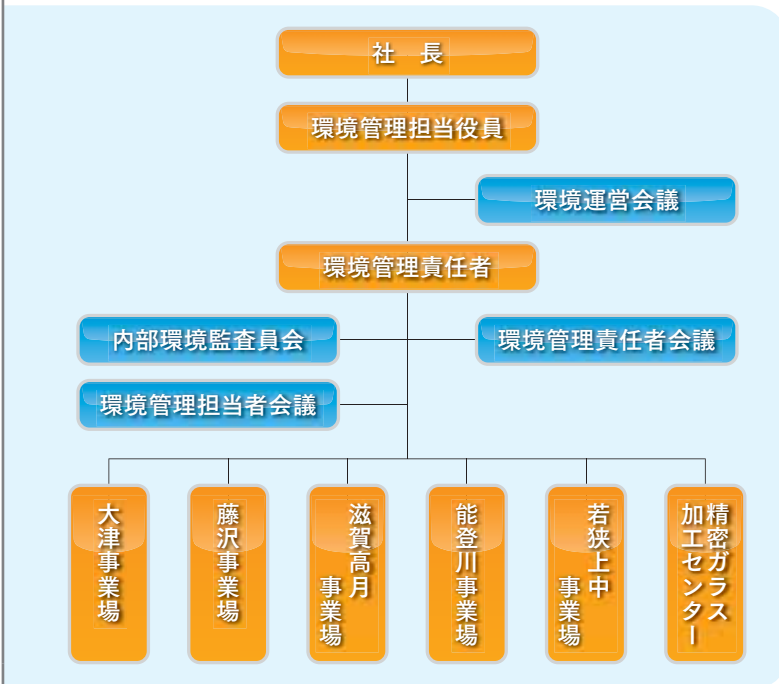 社　長
環境管理担当役員
環境運営会議
環境管理責任者
内部環境監査員会
環境管理責任者会議
環境管理担当者会議
大津事業場
藤沢事業場
滋賀高月
事業場
能登川事業場
若狭上中
事業場
精密ガラス
加工センター